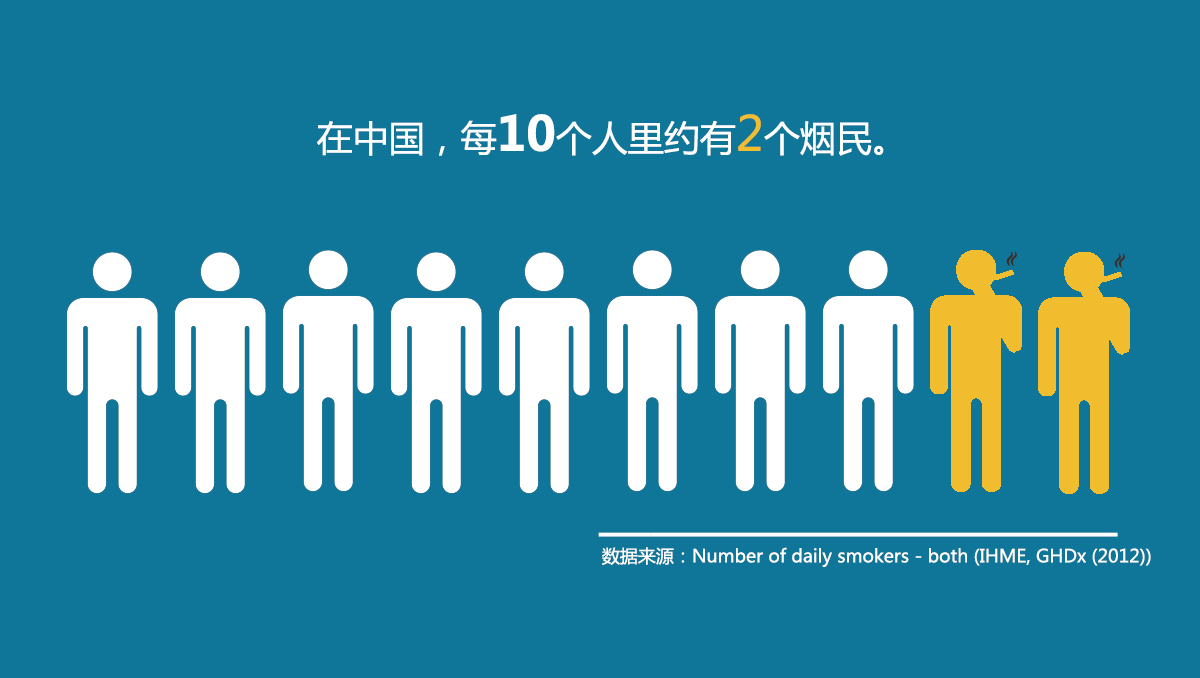 在中国，每10个人里约有2个烟民。
数据来源：Number of daily smokers - both (IHME, GHDx (2012))